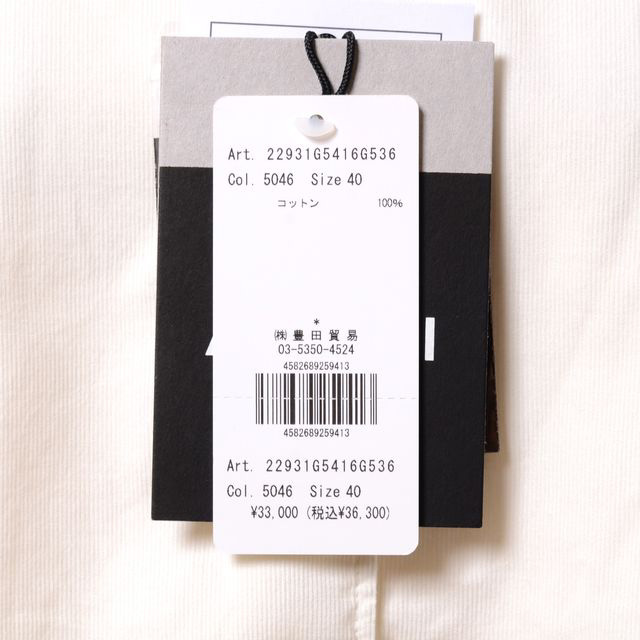 Art. 22931G5416G536
Col. 5046 Size 40
コットン 100%
*
㈱ 豊田貿易
03-5350-4524
4582689259413
4582689259413
Art. 22931G5416G536
Col. 5046 Size 40
¥33,000 (税込¥36,300)